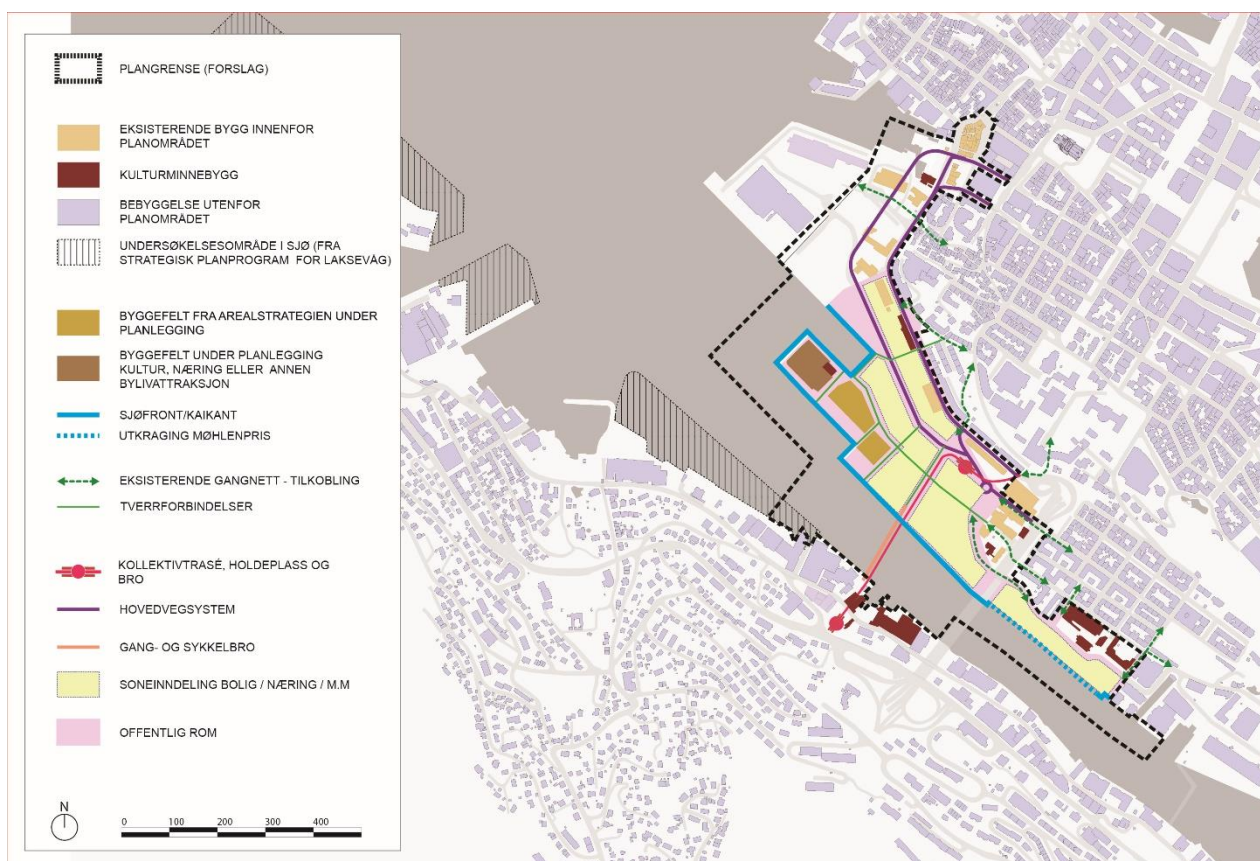 PLANGRENSE (FORSLAG)
EKSISTERENDE BYGG INNENFOR
PLANOMRÅDET
KULTURMINNEBYGG
BEBYGGELSE UTENFOR
PLANOMRÅDET
UNDERSØKELSESOMRÅDE I SJØ (FRA
STRATEGISK PLANPROGRAM FOR LAKSEVÅG)
BYGGEFELT FRA AREALSTRATEGIEN UNDER
PLANLEGGING
BYGGEFELT UNDER PLANLEGGING
KULTUR, NÆRING ELLER ANNEN
BYLIVATTRAKSJON
SJØFRONT/KAIKANT
UTKRAGING MØHLENPRIS
EKSISTERENDE GANGNETT - TILKOBLING
TVERRFORBINDELSER
KOLLEKTIVTRASÉ, HOLDEPLASS OG
BRO
HOVEDVEGSYSTEM
GANG- OG SYKKELBRO
SONEINNDELING BOLIG / NÆRING / M.M
OFFENTLIG ROM
N
0 100 200 300 400